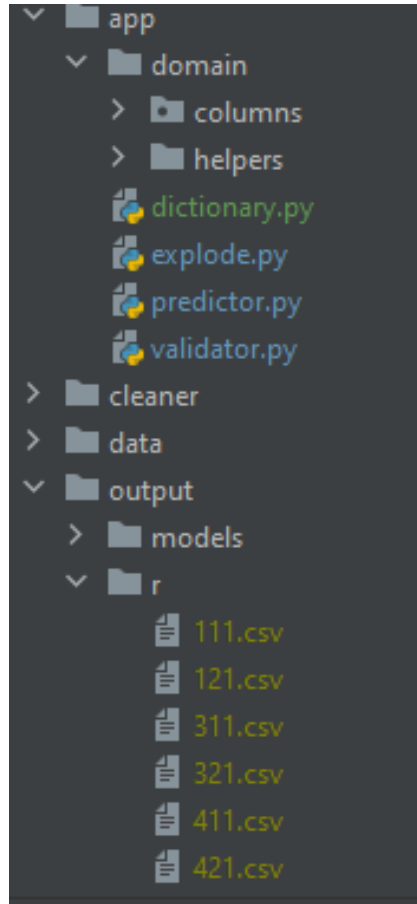 app
domain
columns
helpers
dictionary.py
explode.py
predictor.py
validator.py
cleaner
data
output
models
r
111.csv
121.csv
311.csv
321.csv
411.csv
421.csv